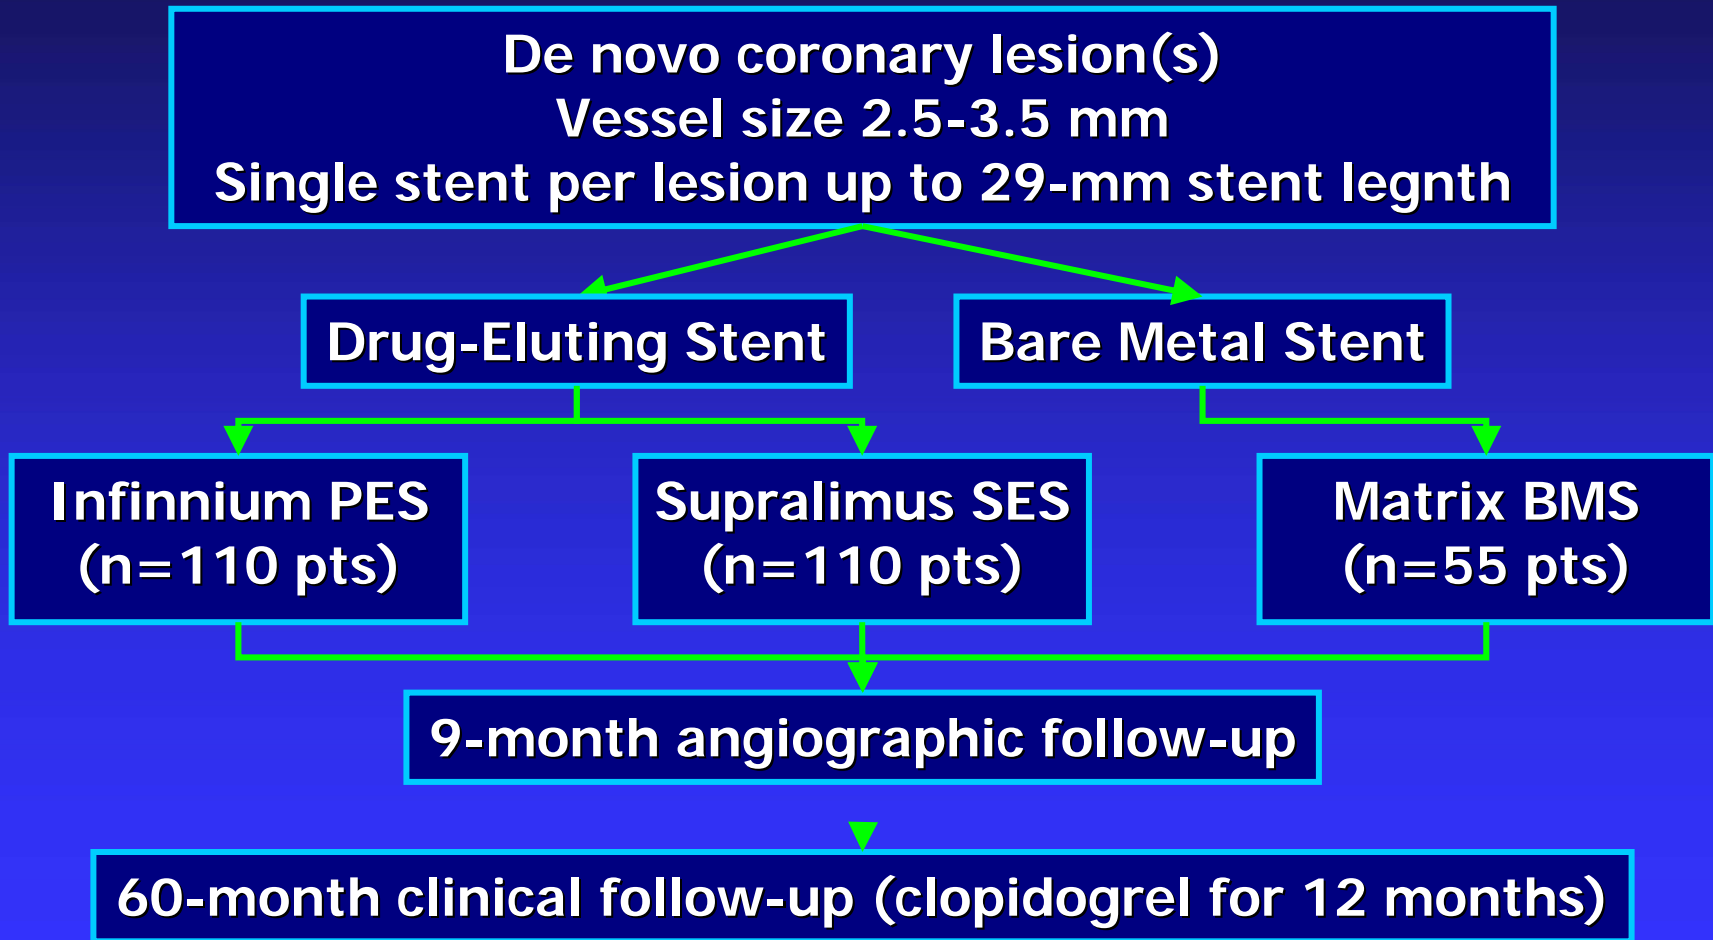 De novo coronary lesion(s)
Vessel size 2.5-3.5 mm
Single stent per lesion up to 29-mm stent legnth
Drug-Eluting Stent
Bare Metal Stent
Infinnium PES
(n=110 pts)
Supralimus SES
(n=110 pts)
Matrix BMS
(n=55 pts)
9-month angiographic follow-up
60-month clinical follow-up (clopidogrel for 12 months)